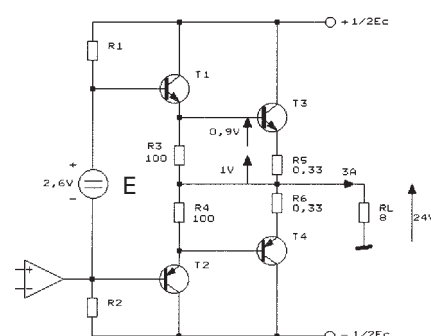 + 1/2Ec
R1
T1
T3
0,9V
R3
100
R5
0,33
1V
3A
+
2,6V
E
-
R4
100
R6
0,33
RL
8
24V
T4
T2
+
R2
- 1/2Ec